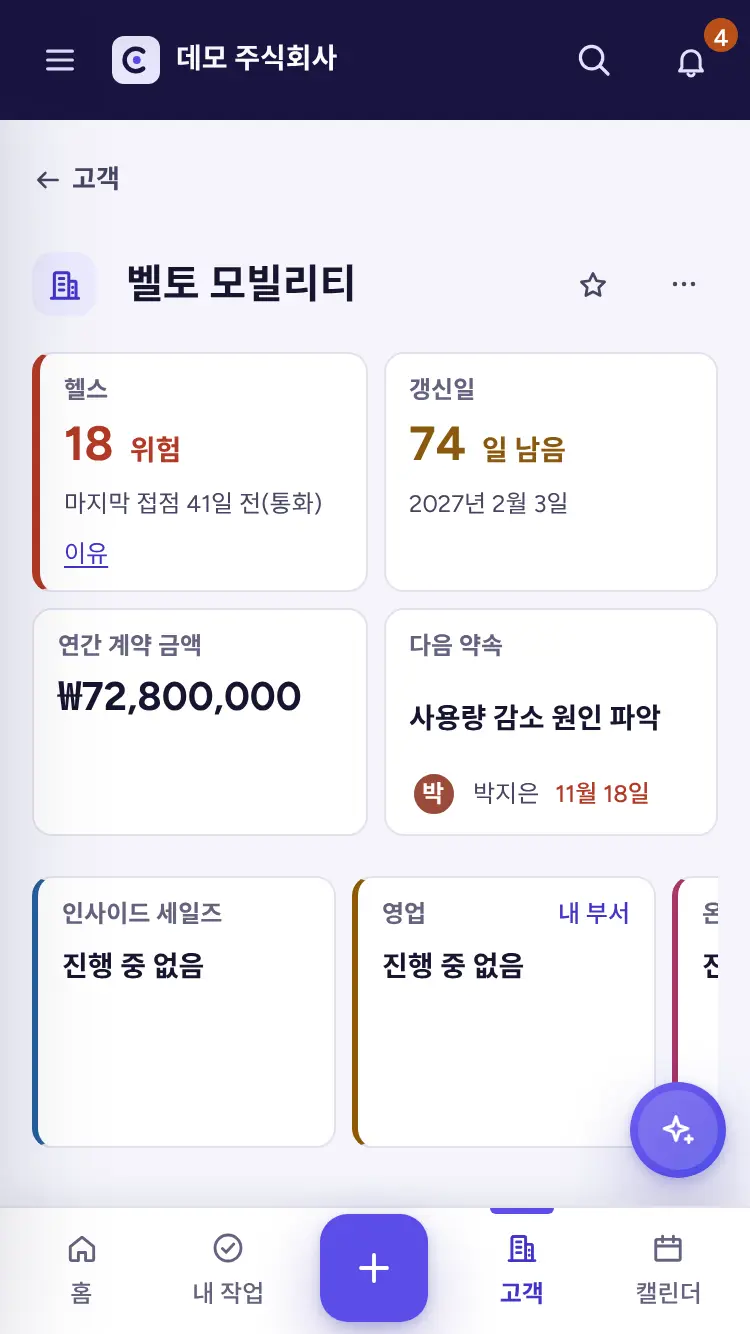 데모 주식회사
4
고객
벨토 모빌리티
헬스
18 위험
마지막 접점 41일 전(통화)
이유
갱신일
74 일 남음
2027년 2월 3일
연간 계약 금액
₩72,800,000
다음 약속
사용량 감소 원인 파악
박 박지은 11월 18일
인사이드 세일즈
진행 중 없음
영업 내 부서
진행 중 없음
홈
내 작업
고객
캘린더